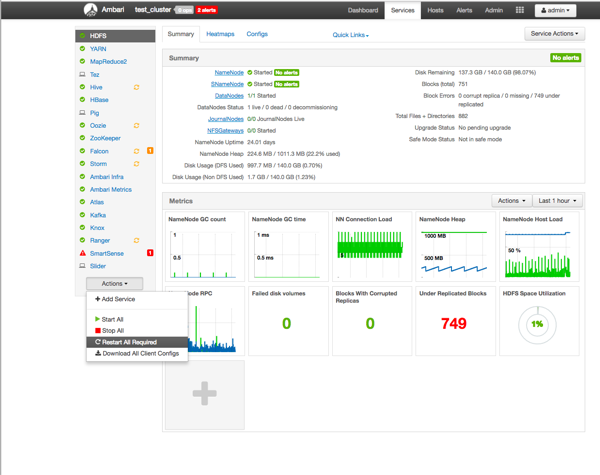 Ambari test_cluster 0 ops 2 alerts Dashboard Services Hosts Alerts Admin admin
HDFS
YARN
MapReduce2
Tez
Hive
HBase
Pig
Oozie
ZooKeeper
Falcon 1
Storm
Ambari Infra
Ambari Metrics
Atlas
Kafka
Knox
Ranger
SmartSense 1
Slider
Actions
Add Service
Start All
Stop All
Restart All Required
Download All Client Configs
Summary Heatmaps Configs Quick Links Service Actions
Summary No alerts
NameNode Started No alerts
SNameNode Started No alerts
DataNodes 1/1 Started
DataNodes Status 1 live / 0 dead / 0 decommissioning
JournalNodes 0/0 JournalNodes Live
NFSGateways 0/0 Started
NameNode Uptime 24.01 days
NameNode Heap 224.6 MB / 1011.3 MB (22.2% used)
Disk Usage (DFS Used) 997.7 MB / 140.0 GB (0.70%)
Disk Usage (Non DFS Used) 1.7 GB / 140.0 GB (1.23%)
Disk Remaining 137.3 GB / 140.0 GB (98.07%)
Blocks (total) 751
Block Errors 0 corrupt replica / 0 missing / 749 under
replicated
Total Files + Directories 882
Upgrade Status No pending upgrade
Safe Mode Status Not in safe mode
Metrics Actions Last 1 hour
NameNode GC count
1
0.5
NameNode GC time
1 ms
0.5 ms
NN Connection Load
NameNode Heap
1000 MB
500 MB
NameNode Host Load
50 %
Node RPC
Failed disk volumes
0
Blocks With Corrupted
Replicas
0
Under Replicated Blocks
749
HDFS Space Utilization
1%